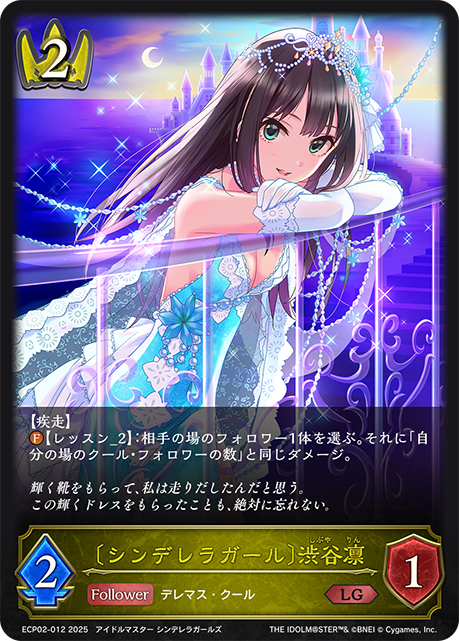 2
【疾走】
F【レッスン_2】:相手の場のフォロワー1体を選ぶ。それに「自
分の場のクール・フォロワーの数」と同じダメージ。
輝く靴をもらって、私は走りだしたんだと思う。
この輝くドレスをもらったことも、絶対に忘れない。
しぶや りん
〔シンデレラガール〕渋谷凛
2
Follower デレマス・クール LG
1
ECP02-012 2025 アイドルマスター シンデレラガールズ THE IDOLM@STER™& ©BNEI © Cygames, Inc.